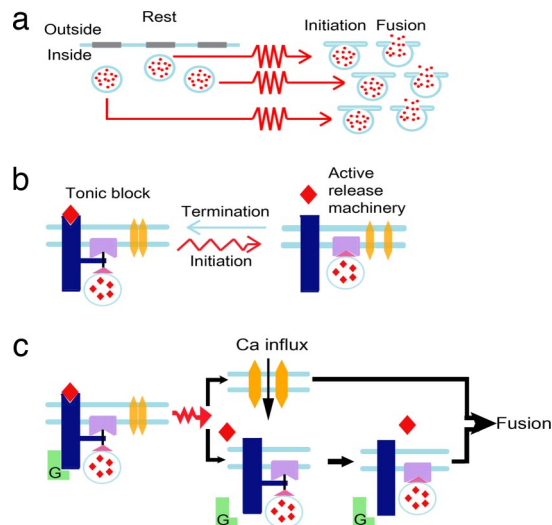 a
Rest
Outside
Inside
Initiation Fusion
b
Tonic block
Termination
Initiation
Active
release
machinery
c
Ca influx
G
G
G
Fusion